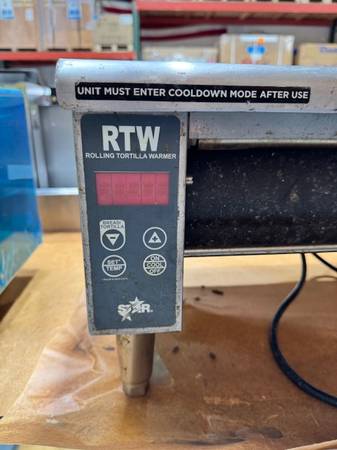 UNIT MUST ENTER COOLDOWN MODE AFTER USE
RTW
ROLLING TORTILLA WARMER
BREAD/
TORTILLA
SET
TEMP
ON
COOL
OFF
STAR